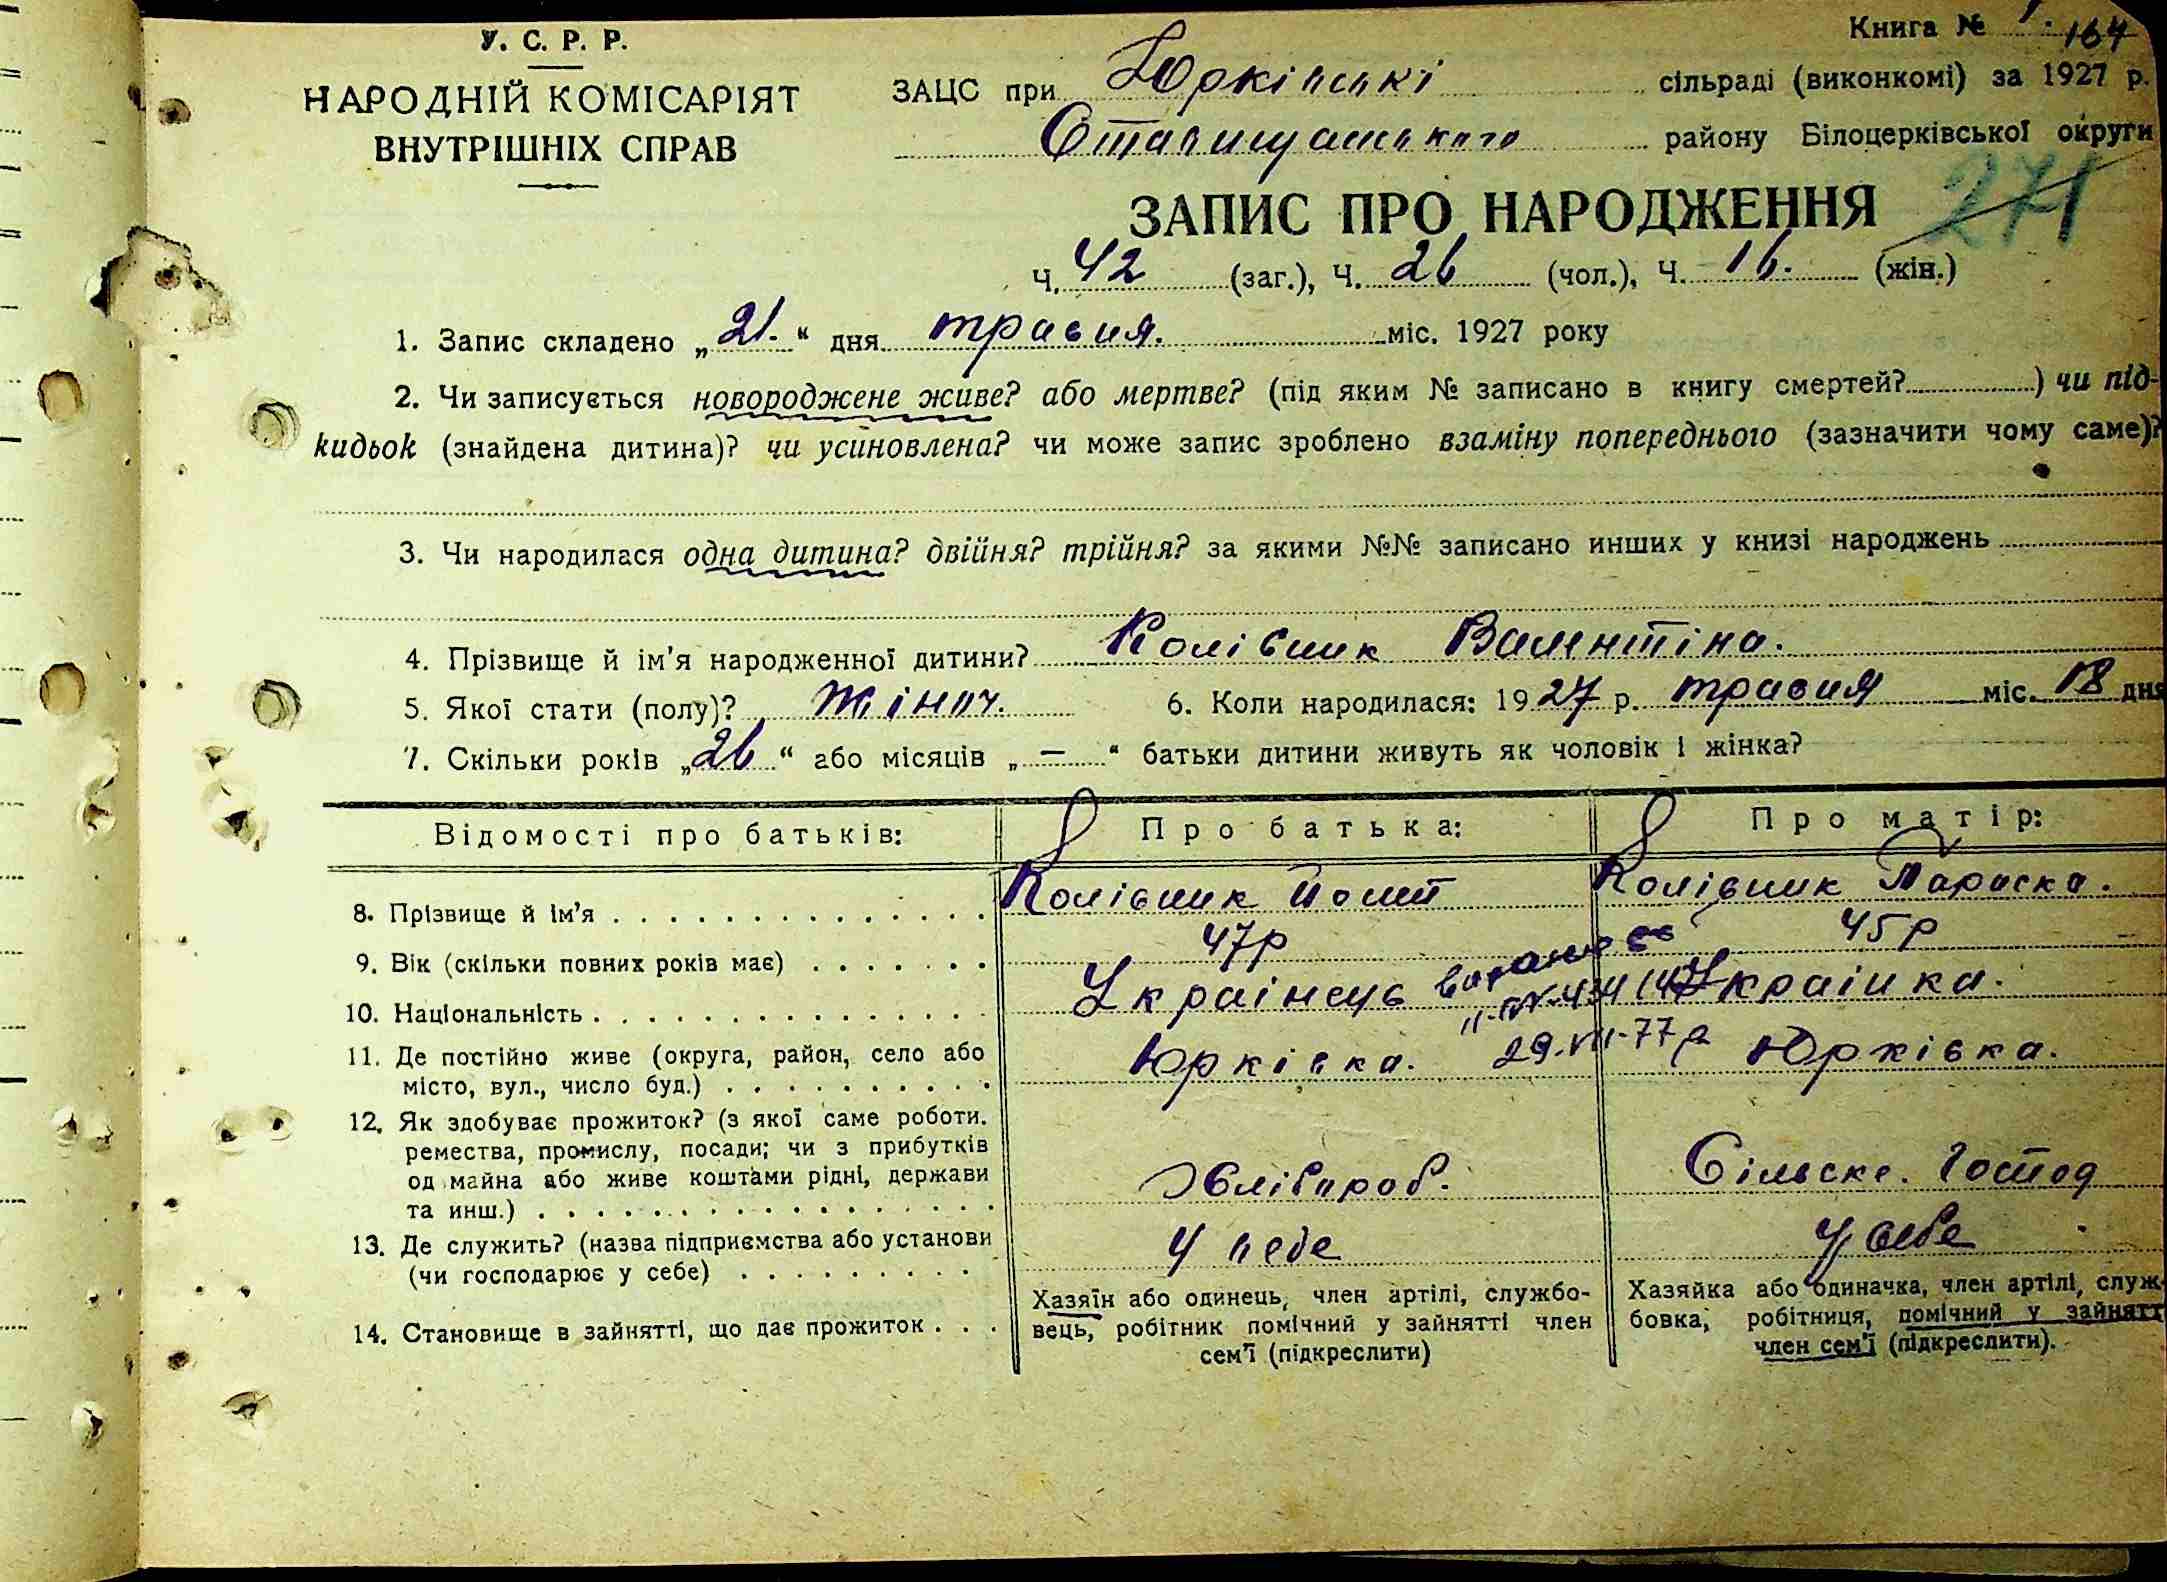 У. С. Р. Р.
НАРОДНІЙ КОМІСАРІЯТ
ВНУТРІШНІХ СПРАВ
Книга №
164
ЗАЦС при Юрківські сільраді (виконкомі) за 1927 р.
Ставищанського району Білоцерківської округи
ЗАПИС ПРО НАРОДЖЕННЯ
271
Ч. 42 (заг.), Ч. 26 (чол.), Ч. 16. (жін.)
1. Запис складено „21.“ дня травня. міс. 1927 року
2. Чи записується новороджене живе? або мертве? (під яким № записано в книгу смертей?) чи під-
кидьок (знайдена дитина)? чи усиновлена? чи може запис зроблено взаміну попереднього (зазначити чому саме)?
3. Чи народилася одна дитина? двійня? трійня? за якими №№ записано инших у книзі народжень
4. Прізвище й ім'я народженної дитини? Колісник Валентіна.
5. Якої стати (полу)? Жіноч. 6. Коли народилася: 1927 р. травня міс. 18 дня
7. Скільки років „26“ або місяців „—“ батьки дитини живуть як чоловік і жінка?
Відомості про батьків: Про батька: Про матір:
8. Прізвище й ім'я Колісник Колісник Параска.
9. Вік (скільки повних років має) 47р 45р
10. Національність Українець Українка.
11. Де постійно живе (округа, район, село або
місто, вул., число буд.) Юрківка. 29.VII-77р Юрківка.
12. Як здобуває прожиток? (з якої саме роботи.
ремества, промислу, посади; чи з прибутків
од майна або живе коштами рідні, держави
та инш.) Хлібороб. Сільске. Господ
13. Де служить? (назва підприємства або установи
(чи господарює у себе) У себе У себе
14. Становище в зайнятті, що дає прожиток
Хазяїн або одинець, член артілі, службо-
вець, робітник помічний у зайнятті член
сем'ї (підкреслити)
Хазяйка або одиначка, член артілі, служ-
бовка, робітниця, помічний у зайнятт
член сем'ї (підкреслити).